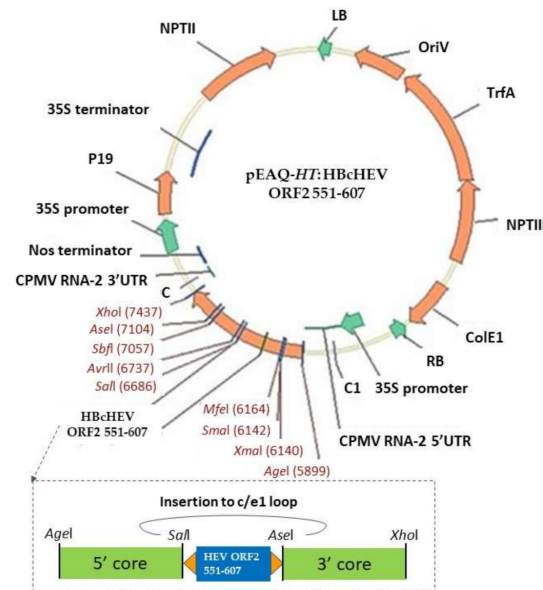 LB
NPTII
OriV
TrfA
35S terminator
P19
pEAQ-HT:HBcHEV
ORF2 551-607
35S promoter
NPTIII
Nos terminator
CPMV RNA-2 3'UTR
C
XhoI (7437)
AseI (7104)
SbfI (7057)
AvrII (6737)
SalI (6686)
ColE1
RB
C1
35S promoter
HBcHEV
ORF2 551-607
MfeI (6164)
SmaI (6142)
XmaI (6140)
AgeI (5899)
CPMV RNA-2 5'UTR
Insertion to c/e1 loop
AgeI
SalI
AseI
XhoI
5' core
HEV ORF2
551-607
3' core